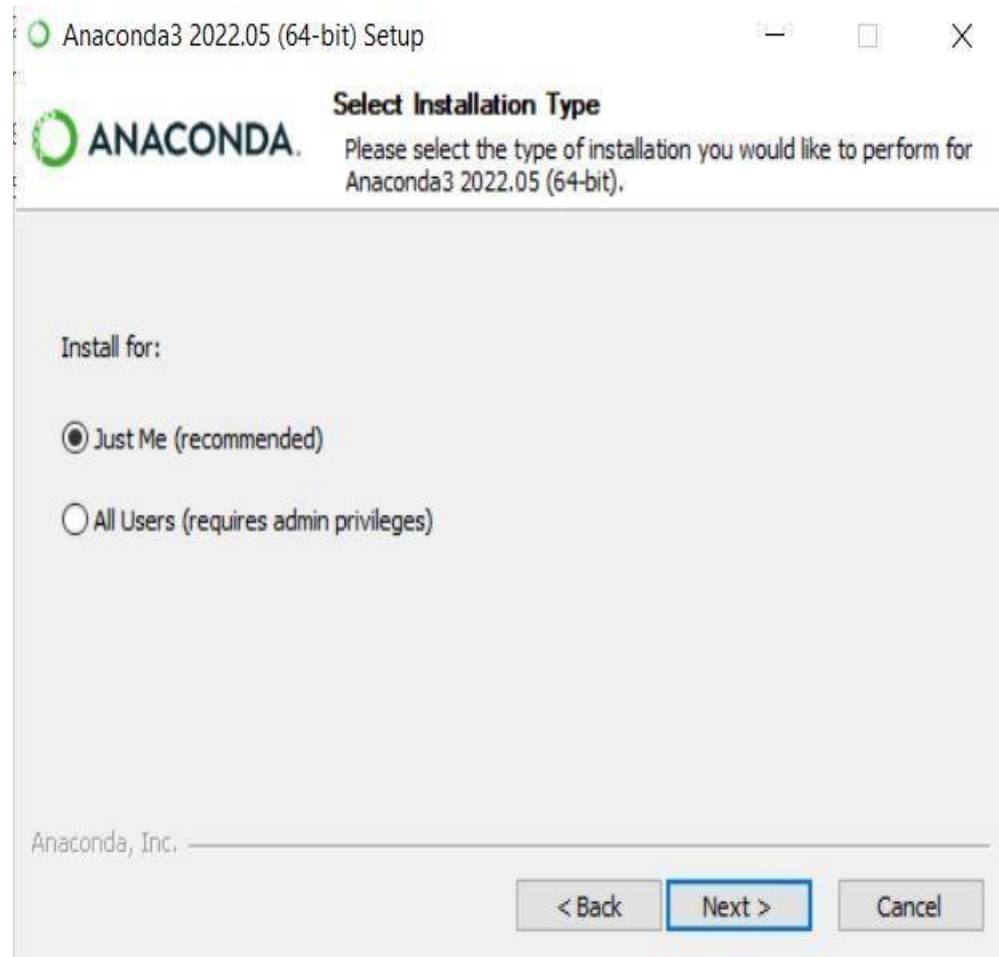 Anaconda3 2022.05 (64-bit) Setup
ANACONDA.
Select Installation Type
Please select the type of installation you would like to perform for
Anaconda3 2022.05 (64-bit).
Install for:
Just Me (recommended)
All Users (requires admin privileges)
Anaconda, Inc.
< Back Next > Cancel